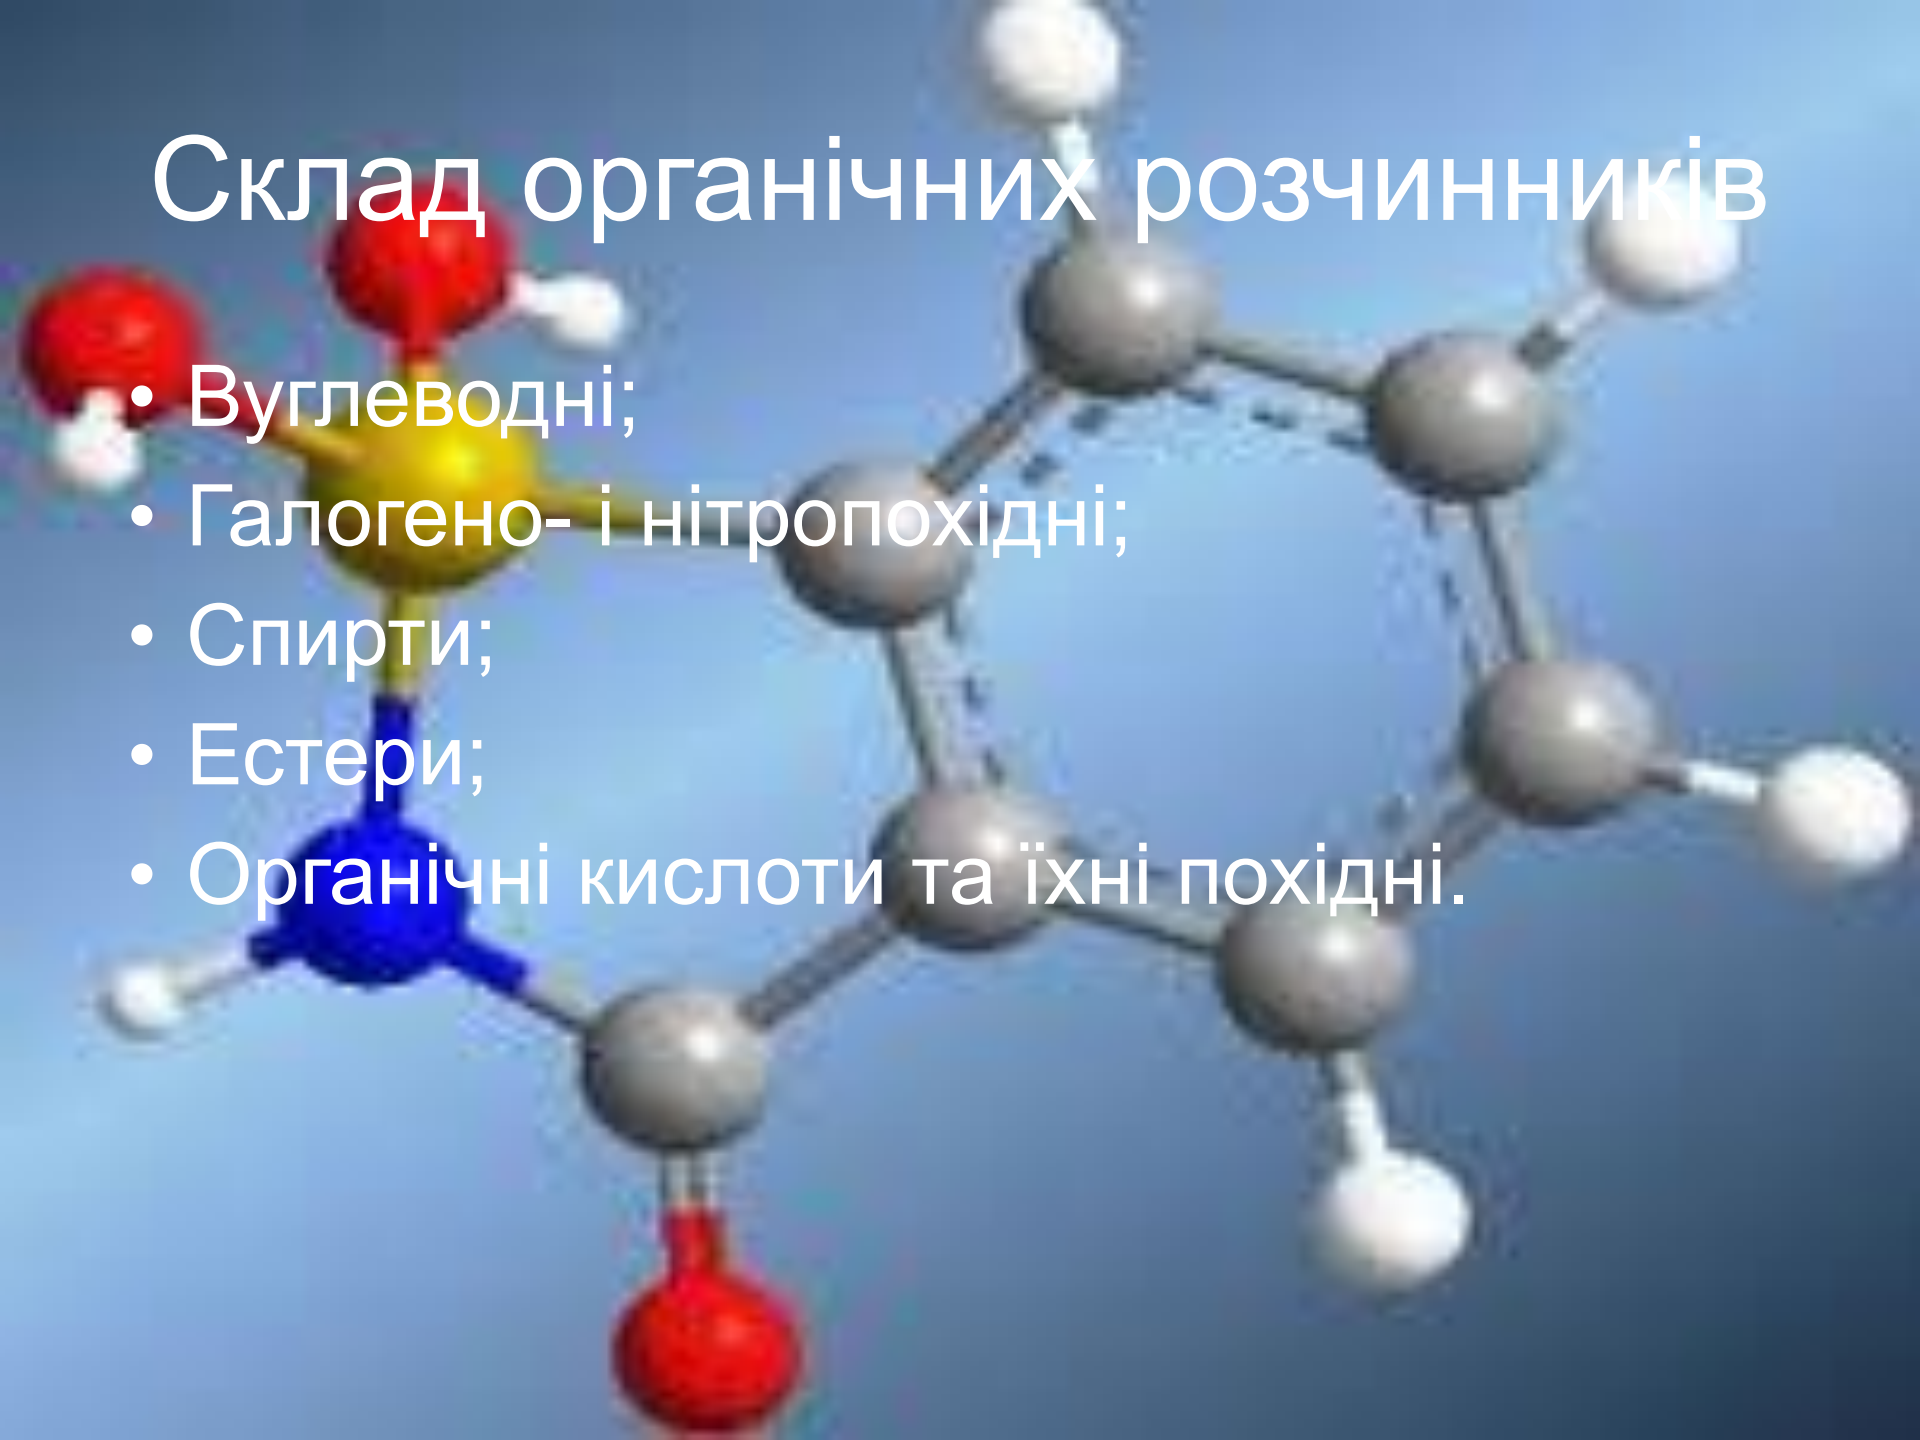 Склад органічних розчинників
• Вуглеводні;
• Галогено- і нітропохідні;
• Спирти;
• Естери;
• Органічні кислоти та їхні похідні.